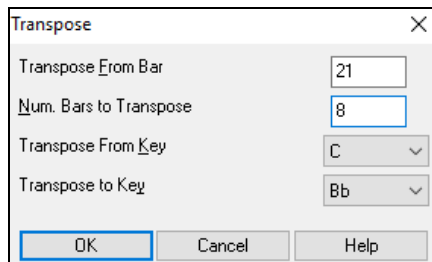 Transpose
Transpose From Bar 21
Num. Bars to Transpose 8
Transpose From Key C
Transpose to Key Bb
OK Cancel Help